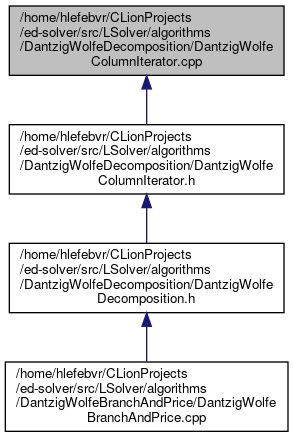 /home/hlefebvr/CLionProjects
/ed-solver/src/LSolver/algorithms
/DantzigWolfeDecomposition/DantzigWolfe
ColumnIterator.cpp
/home/hlefebvr/CLionProjects
/ed-solver/src/LSolver/algorithms
/DantzigWolfeDecomposition/DantzigWolfe
ColumnIterator.h
/home/hlefebvr/CLionProjects
/ed-solver/src/LSolver/algorithms
/DantzigWolfeDecomposition/DantzigWolfe
Decomposition.h
/home/hlefebvr/CLionProjects
/ed-solver/src/LSolver/algorithms
/DantzigWolfeBranchAndPrice/DantzigWolfe
BranchAndPrice.cpp